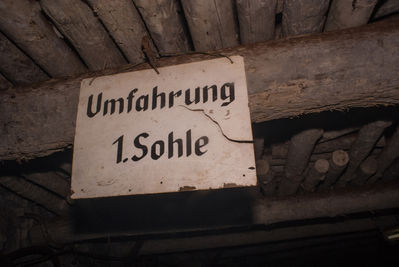 Umfahrung
1. Sohle